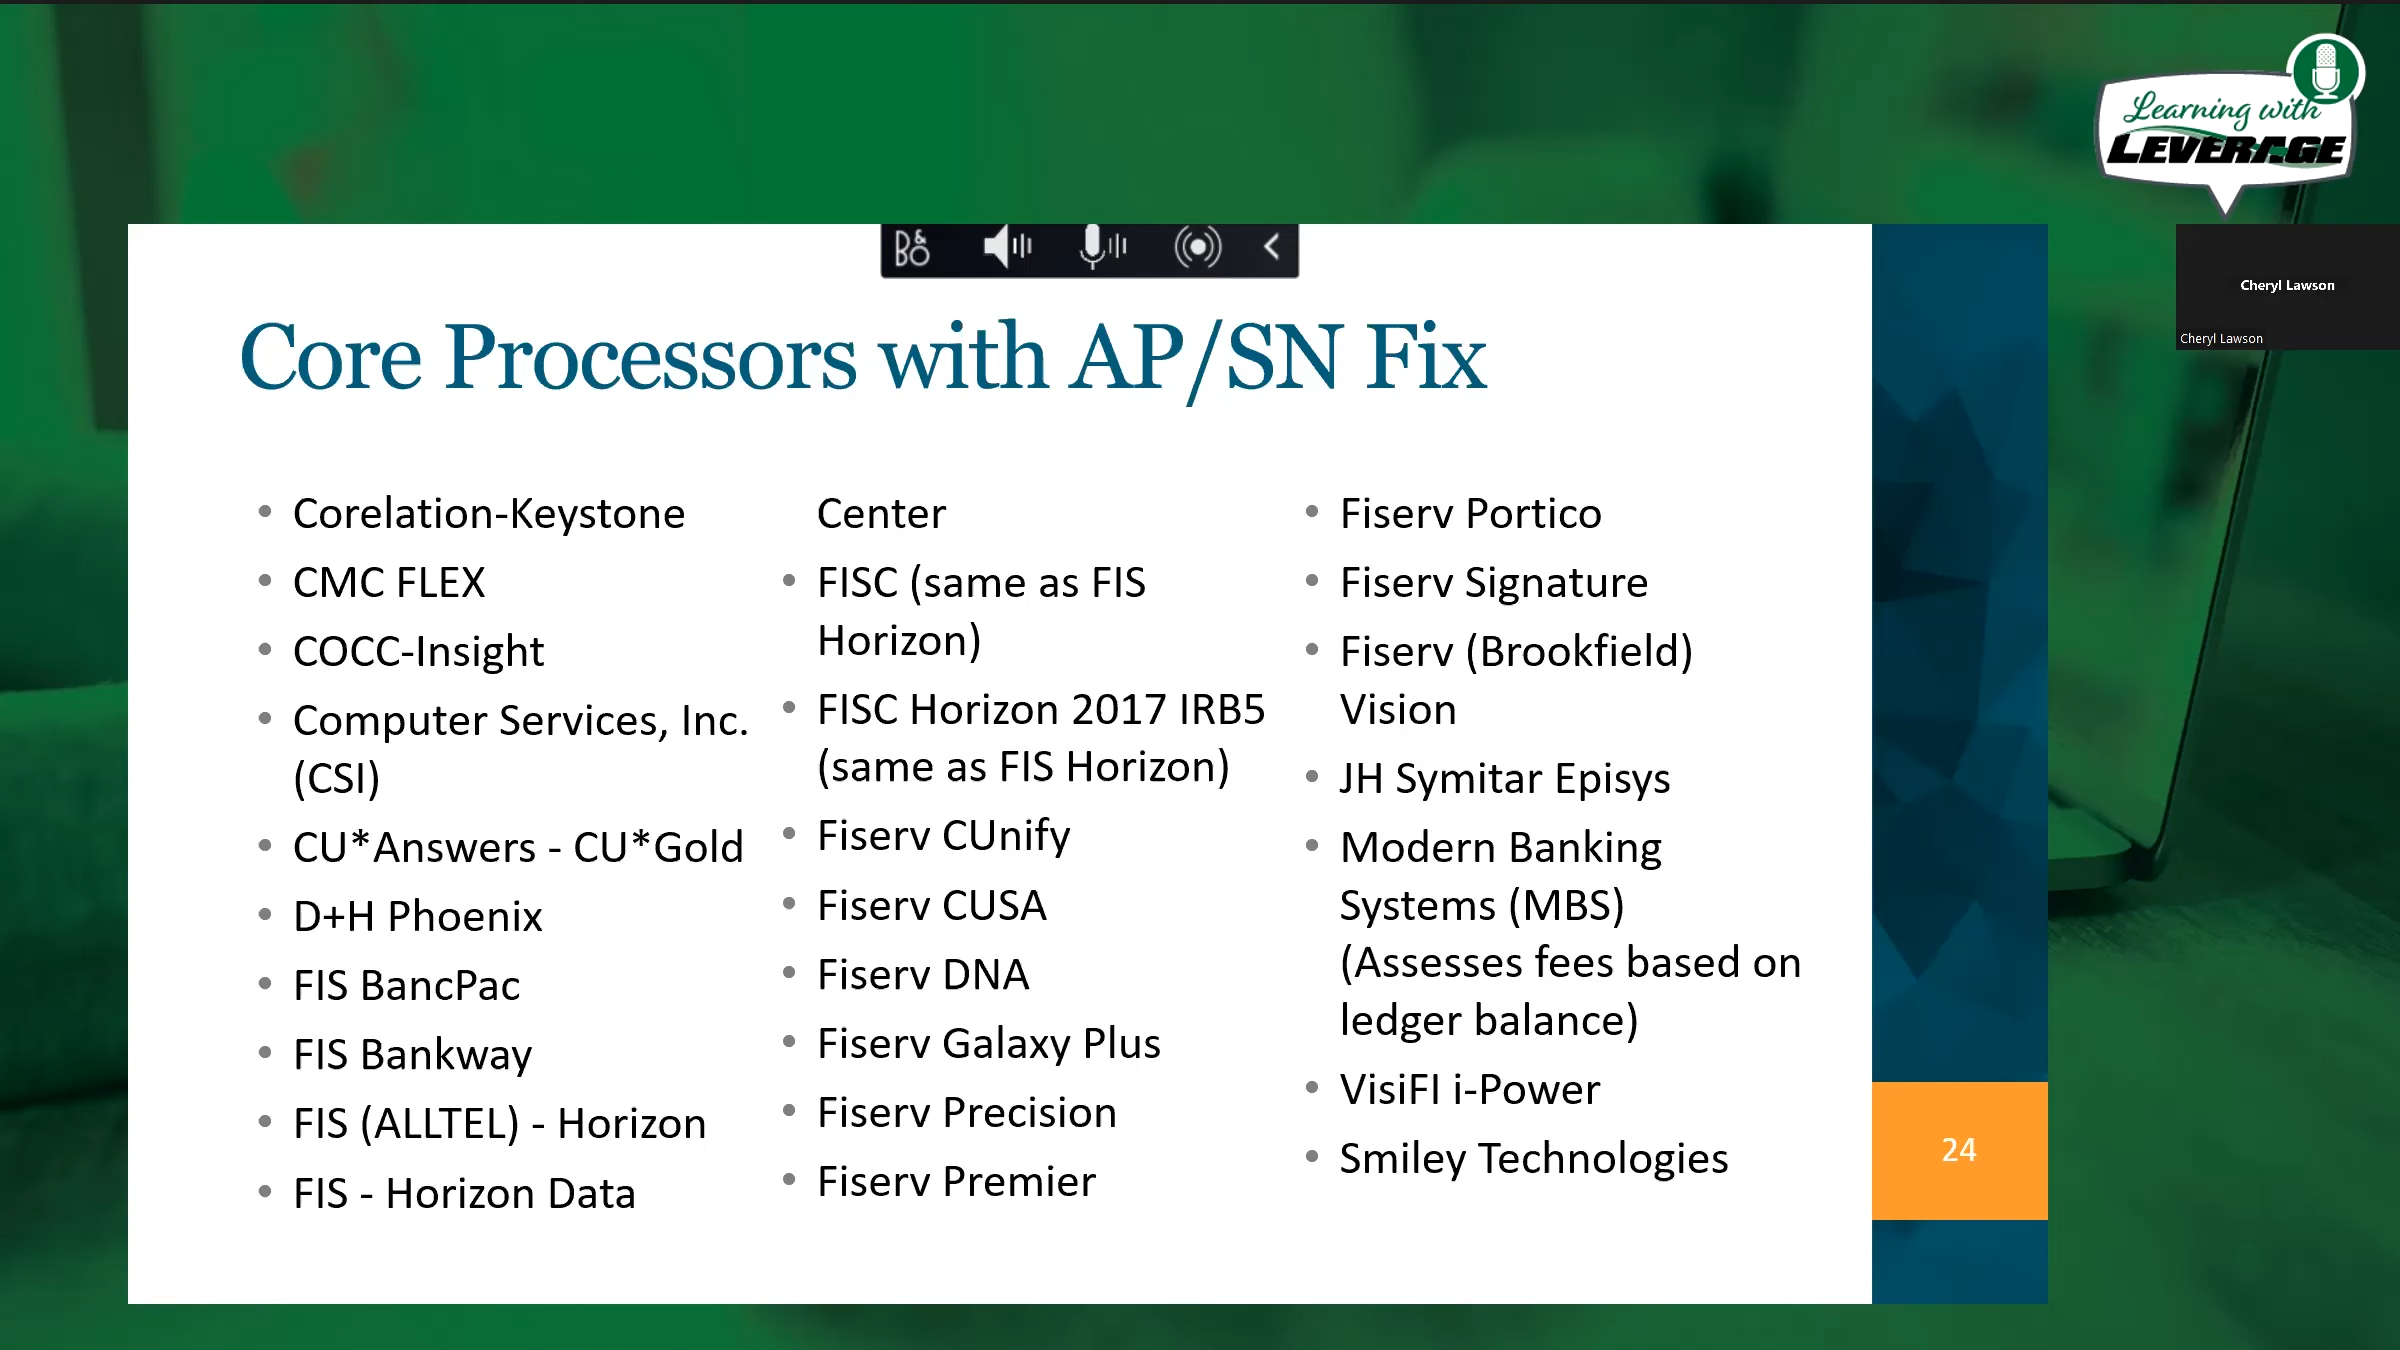 Learning with
LEVERAGE
B&O
Cheryl Lawson
Cheryl Lawson
Core Processors with AP/SN Fix
• Corelation-Keystone
• CMC FLEX
• COCC-Insight
• Computer Services, Inc.
(CSI)
• CU*Answers - CU*Gold
• D+H Phoenix
• FIS BancPac
• FIS Bankway
• FIS (ALLTEL) - Horizon
• FIS - Horizon Data
Center
• FISC (same as FIS
Horizon)
• FISC Horizon 2017 IRB5
(same as FIS Horizon)
• Fiserv CUnify
• Fiserv CUSA
• Fiserv DNA
• Fiserv Galaxy Plus
• Fiserv Precision
• Fiserv Premier
• Fiserv Portico
• Fiserv Signature
• Fiserv (Brookfield)
Vision
• JH Symitar Episys
• Modern Banking
Systems (MBS)
(Assesses fees based on
ledger balance)
• VisiFI i-Power
• Smiley Technologies
24